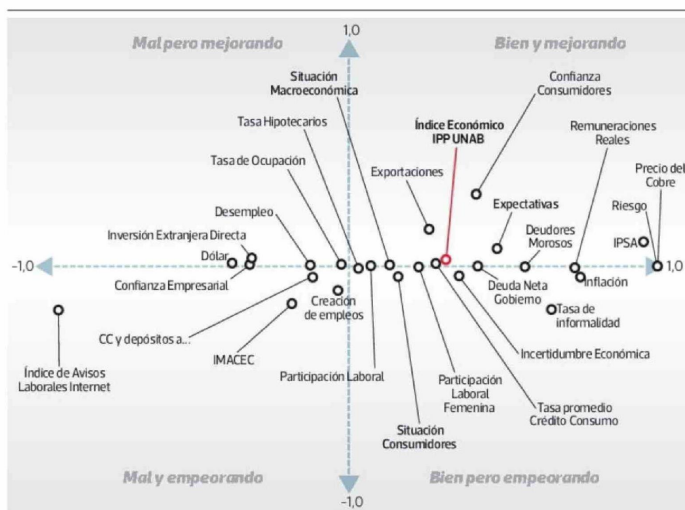 1,0
Mal pero mejorando
Bien y mejorando
Situación
Macroeconómica
Confianza
Consumidores
Tasa Hipotecarios
Índice Económico
IPP UNAB
Remuneraciones
Reales
Tasa de Ocupación
Exportaciones
Precio del
Cobre
Desempleo
Expectativas
Riesgo
Inversión Extranjera Directa
Deudores
Morosos
IPSA
Dólar
-1,0
1,0
Confianza Empresarial
Creación
de empleos
Deuda Neta
Gobierno
Inflación
CC y depósitos a...
Tasa de
informalidad
IMACEC
Incertidumbre Económica
Índice de Avisos
Laborales Internet
Participación Laboral
Participación
Laboral
Femenina
Tasa promedio
Crédito Consumo
Situación
Consumidores
Mal y empeorando
Bien pero empeorando
-1,0